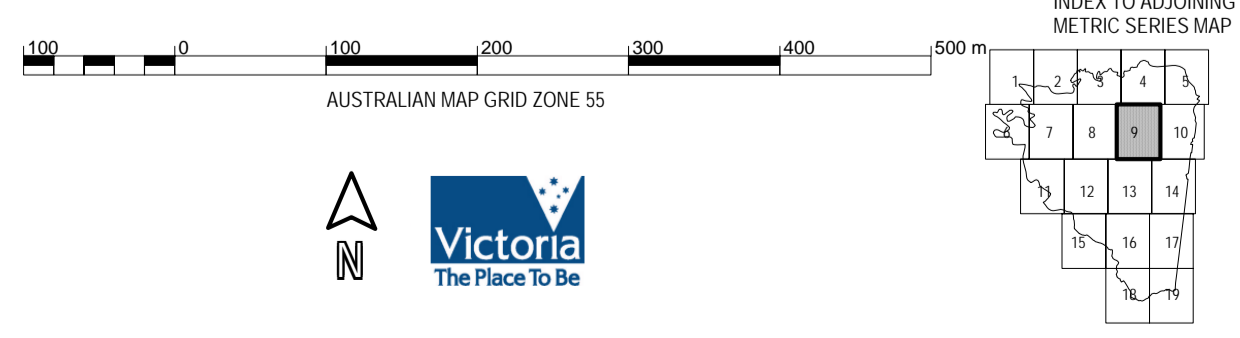 INDEX TO ADJOINING
METRIC SERIES MAP
100 0 100 200 300 400 500 m
AUSTRALIAN MAP GRID ZONE 55
N
Victoria
The Place To Be
1 2 3 4 5
6 7 8 9 10
11 12 13 14
15 16 17
18 19